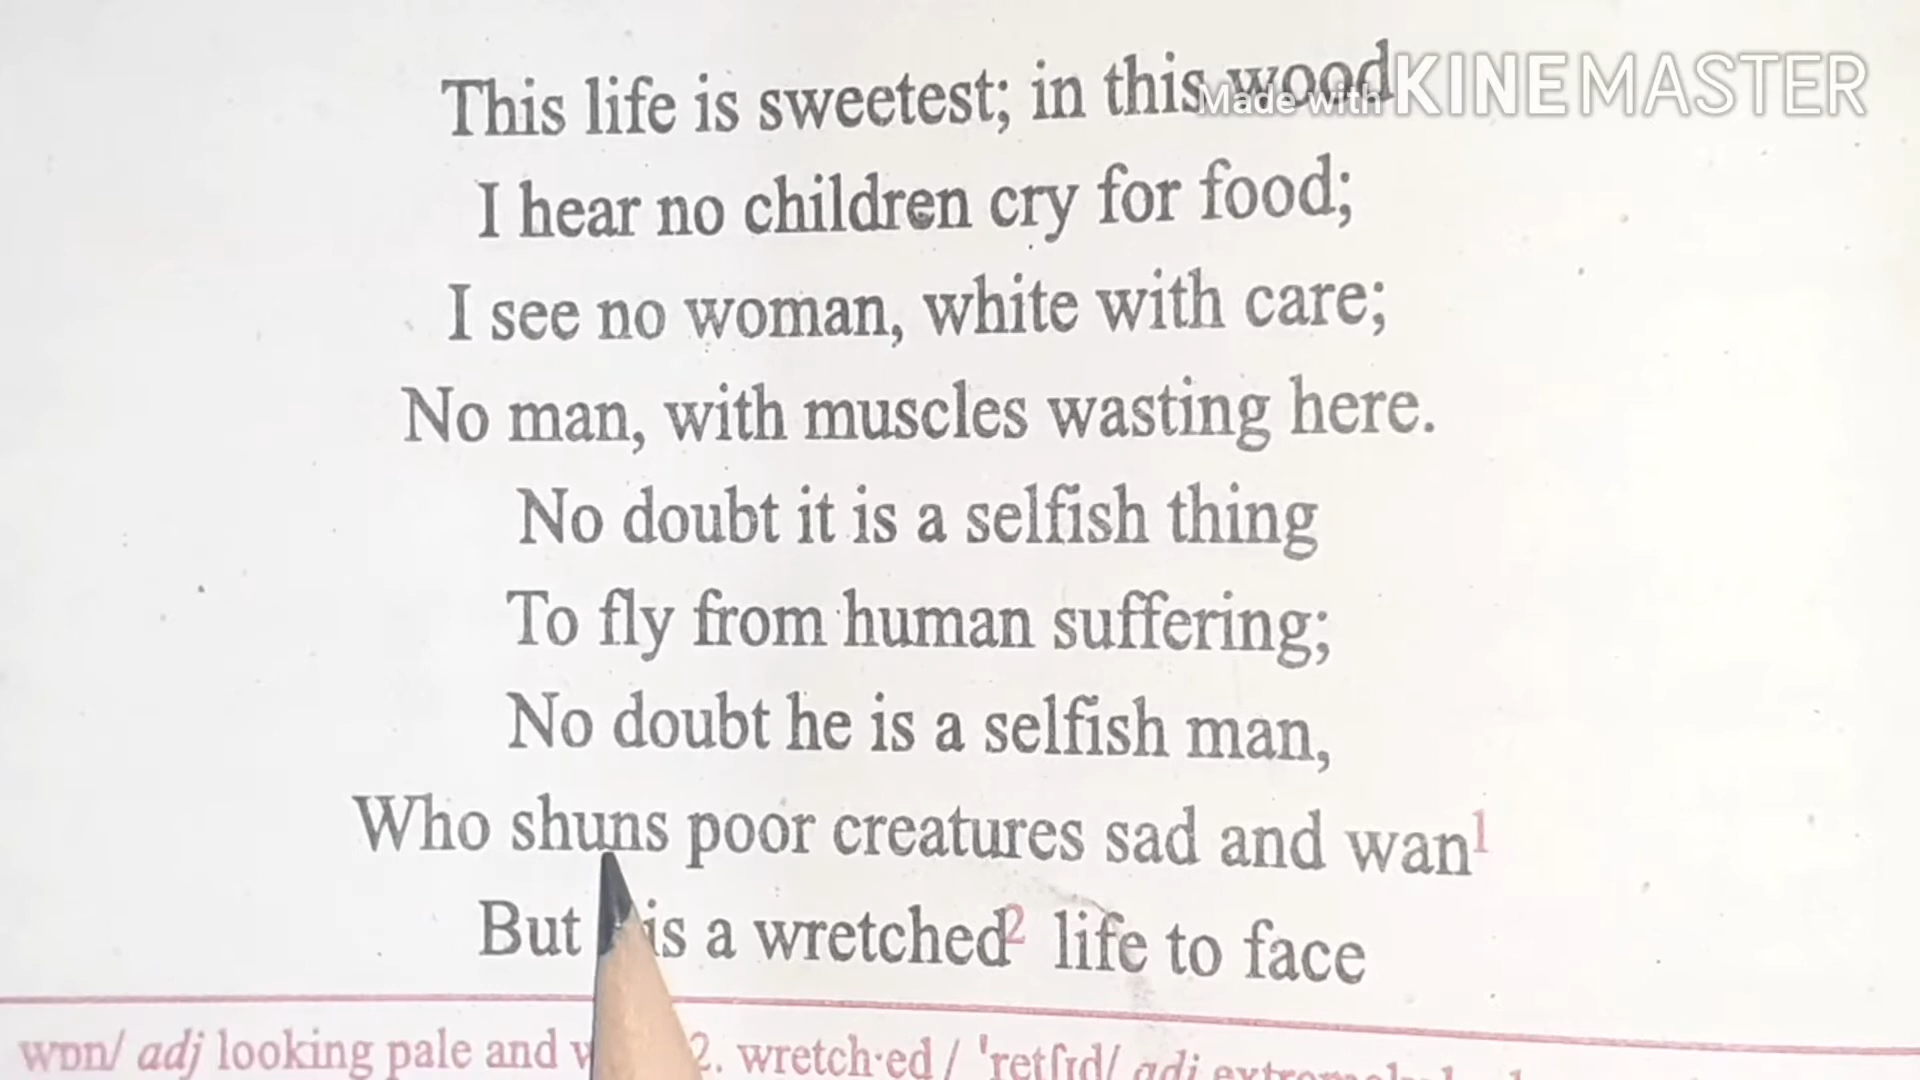 This life is sweetest; in this wood
Made with KINEMASTER
I hear no children cry for food;
I see no woman, white with care;
No man, with muscles wasting here.
No doubt it is a selfish thing
To fly from human suffering;
No doubt he is a selfish man,
Who shuns poor creatures sad and wan1
But is a wretched2 life to face
wɒn/ adj looking pale and 2. wretch·ed / ˈretʃɪd/ adj